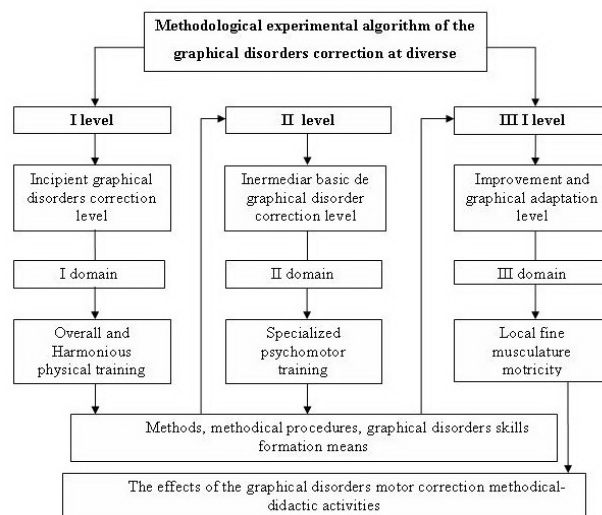 Methodological experimental algorithm of the
graphical disorders correction at diverse
I level
II level
III I level
Incipient graphical
disorders correction
level
Inermediar basic de
graphical disorder
correction level
Improvement and
graphical adaptation
level
I domain
II domain
III domain
Overall and
Harmonious
physical training
Specialized
psychomotor
training
Local fine
musculature
motricity
Methods, methodical procedures, graphical disorders skills
formation means
The effects of the graphical disorders motor correction methodical-
didactic activities